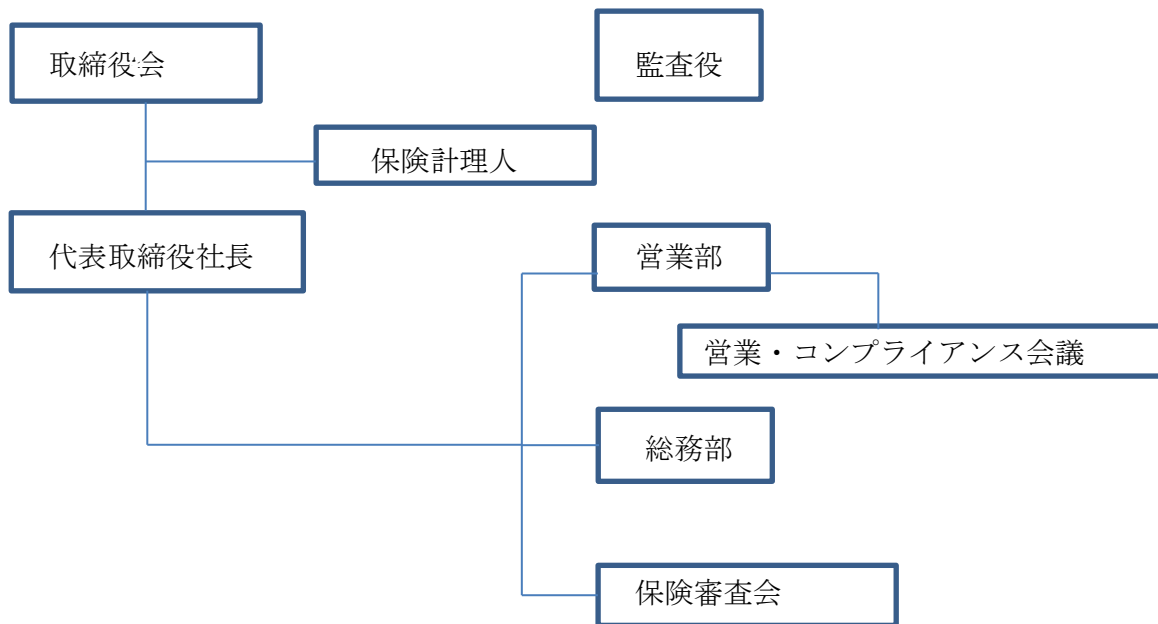 取締役会
監査役
保険計理人
代表取締役社長
営業部
営業・コンプライアンス会議
総務部
保険審査会